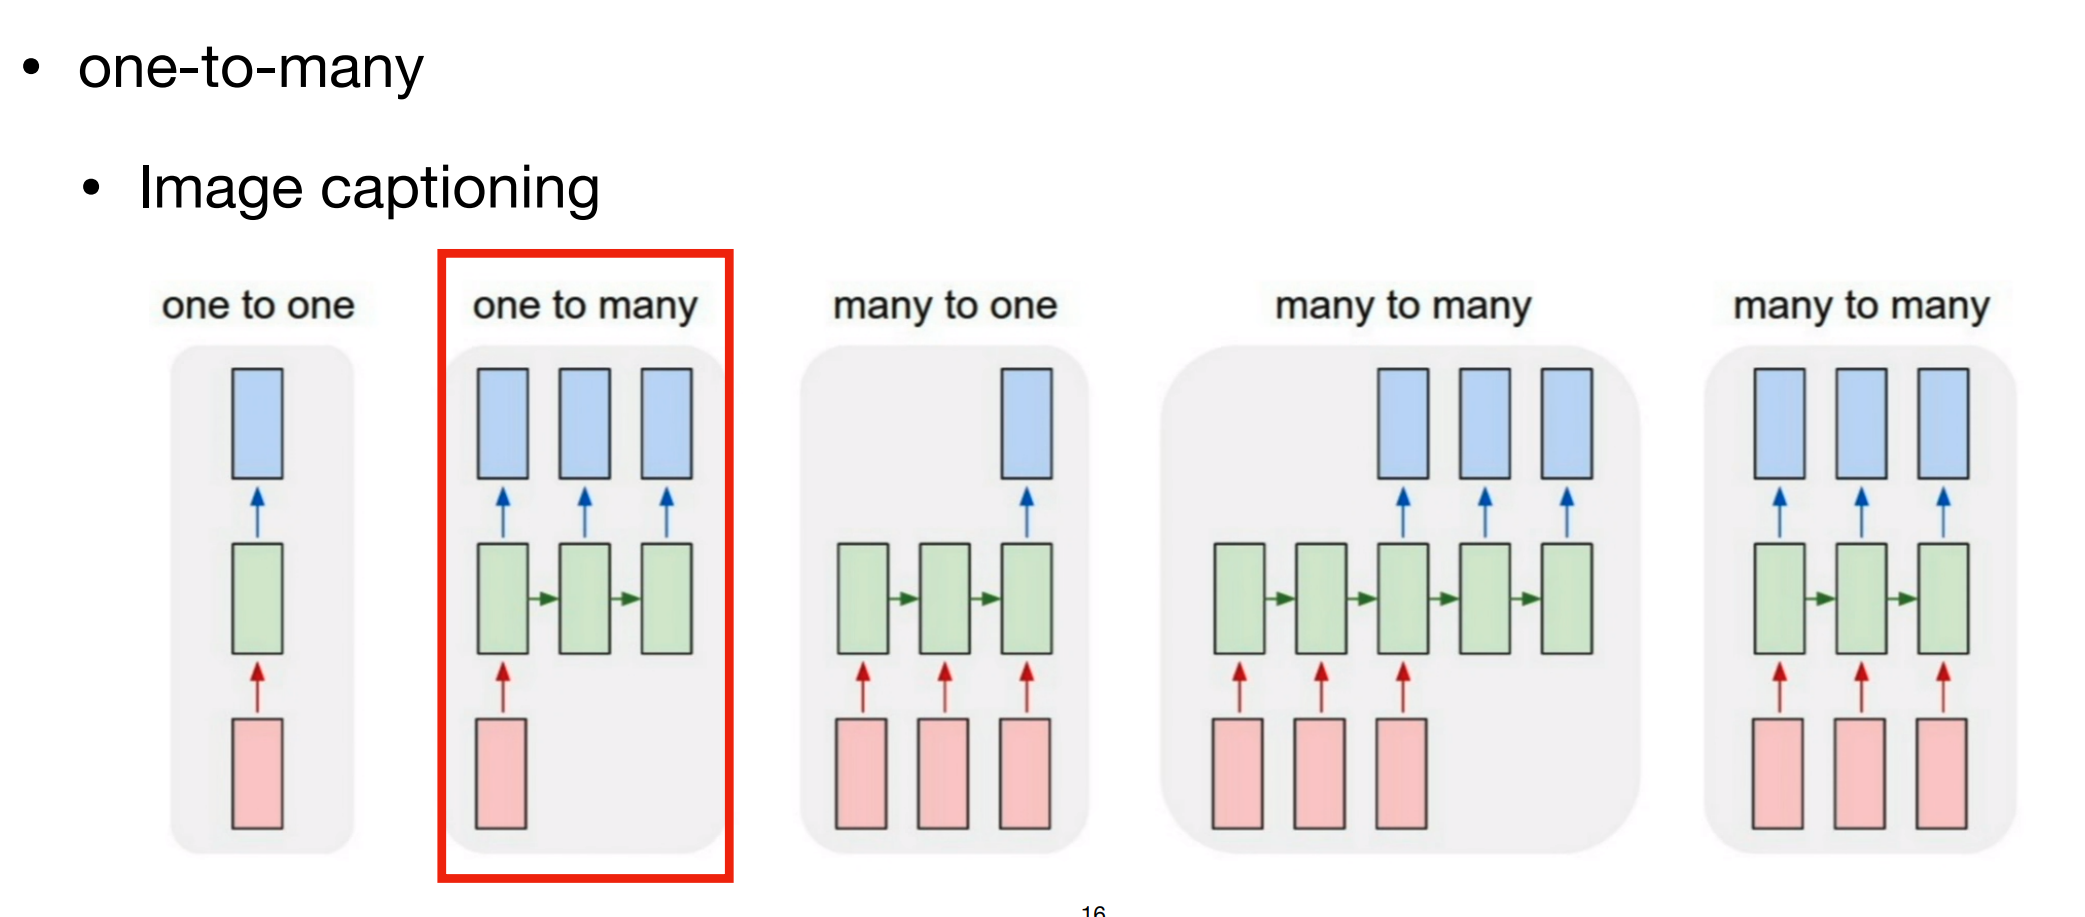 • one-to-many
• Image captioning
one to one
one to many
many to one
many to many
many to many
16